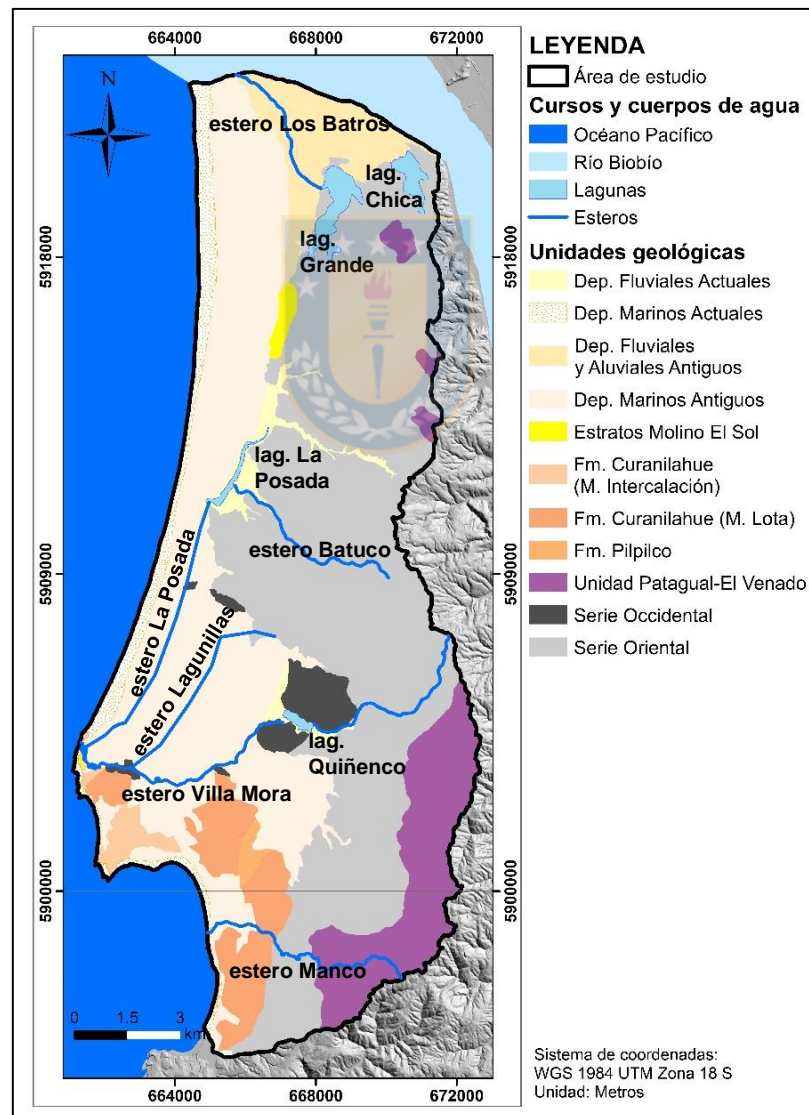 664000 668000 672000
N
estero Los Batros
lag.
Chica
lag.
Grande
lag. La
Posada
estero Batuco
estero La Posada
estero Lagunillas
lag.
Quiñenco
estero Villa Mora
estero Manco
5918000
5909000
5900000
5918000
5909000
5900000
0 1.5 3
km
664000 668000 672000
LEYENDA
Área de estudio
Cursos y cuerpos de agua
Océano Pacífico
Río Biobío
Lagunas
Esteros
Unidades geológicas
Dep. Fluviales Actuales
Dep. Marinos Actuales
Dep. Fluviales
y Aluviales Antiguos
Dep. Marinos Antiguos
Estratos Molino El Sol
Fm. Curanilahue
(M. Intercalación)
Fm. Curanilahue (M. Lota)
Fm. Pilpilco
Unidad Patagual-El Venado
Serie Occidental
Serie Oriental
Sistema de coordenadas:
WGS 1984 UTM Zona 18 S
Unidad: Metros